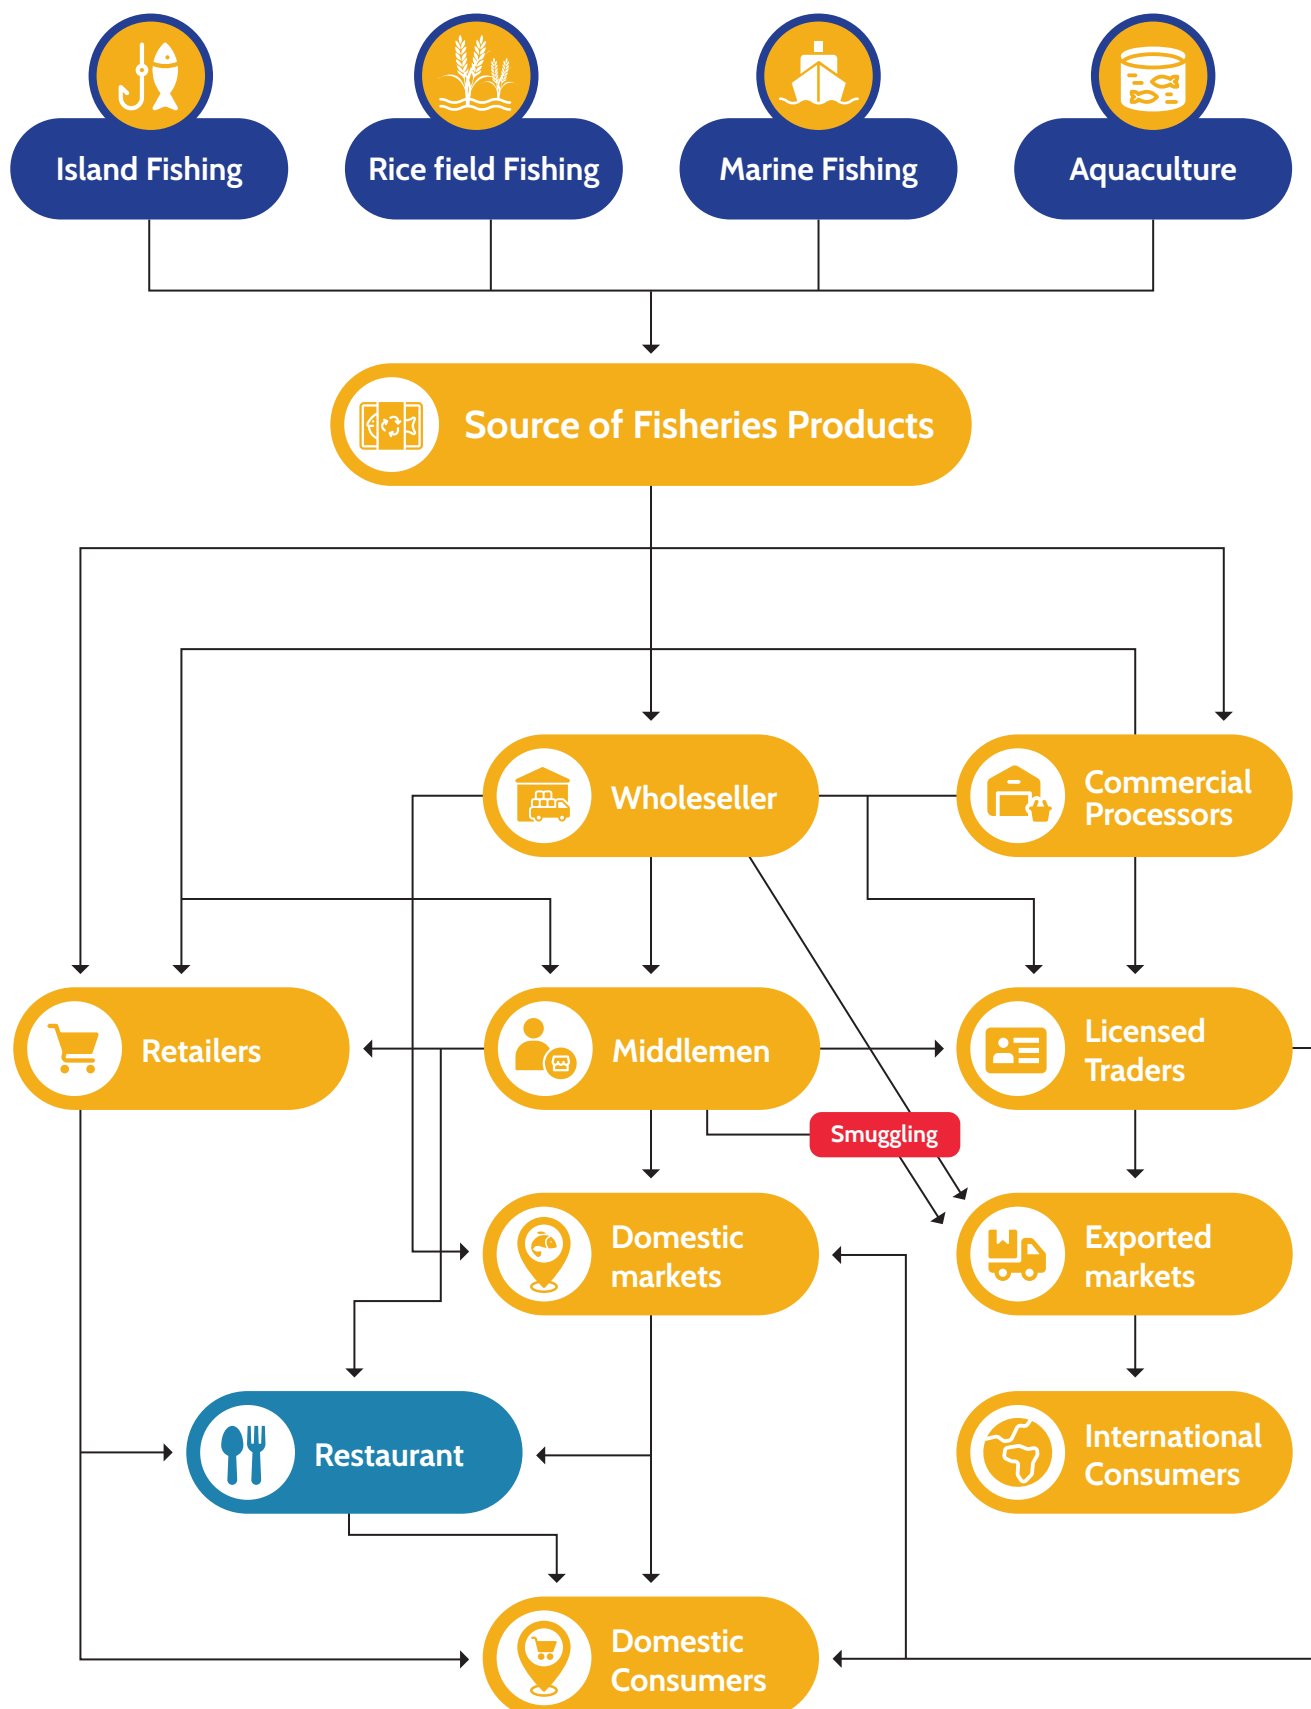 Island Fishing
Rice field Fishing
Marine Fishing
Aquaculture
Source of Fisheries Products
Wholeseller
Commercial
Processors
Retailers
Middlemen
Licensed
Traders
Smuggling
Domestic
markets
Exported
markets
Restaurant
International
Consumers
Domestic
Consumers